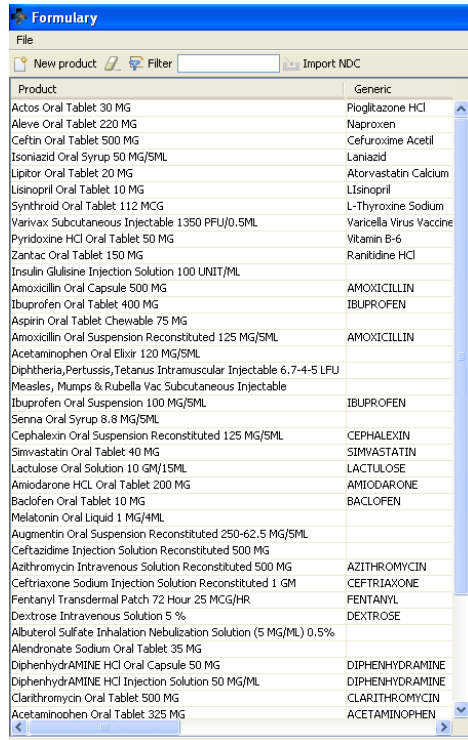 Formulary
File
New product Filter Import NDC
Product Generic
Actos Oral Tablet 30 MG Pioglitazone HCl
Aleve Oral Tablet 220 MG Naproxen
Ceftin Oral Tablet 500 MG Cefuroxime Acetil
Isoniazid Oral Syrup 50 MG/5ML Laniazid
Lipitor Oral Tablet 20 MG Atorvastatin Calcium
Lisinopril Oral Tablet 10 MG LIsinopril
Synthroid Oral Tablet 112 MCG L-Thyroxine Sodium
Varivax Subcutaneous Injectable 1350 PFU/0.5ML Varicella Virus Vaccine
Pyridoxine HCl Oral Tablet 50 MG Vitamin B-6
Zantac Oral Tablet 150 MG Ranitidine HCl
Insulin Glulisine Injection Solution 100 UNIT/ML
Amoxicillin Oral Capsule 500 MG AMOXICILLIN
Ibuprofen Oral Tablet 400 MG IBUPROFEN
Aspirin Oral Tablet Chewable 75 MG
Amoxicillin Oral Suspension Reconstituted 125 MG/5ML AMOXICILLIN
Acetaminophen Oral Elixir 120 MG/5ML
Diphtheria,Pertussis,Tetanus Intramuscular Injectable 6.7-4-5 LFU
Measles, Mumps & Rubella Vac Subcutaneous Injectable
Ibuprofen Oral Suspension 100 MG/5ML IBUPROFEN
Senna Oral Syrup 8.8 MG/5ML
Cephalexin Oral Suspension Reconstituted 125 MG/5ML CEPHALEXIN
Simvastatin Oral Tablet 40 MG SIMVASTATIN
Lactulose Oral Solution 10 GM/15ML LACTULOSE
Amiodarone HCL Oral Tablet 200 MG AMIODARONE
Baclofen Oral Tablet 10 MG BACLOFEN
Melatonin Oral Liquid 1 MG/4ML
Augmentin Oral Suspension Reconstituted 250-62.5 MG/5ML
Ceftazidime Injection Solution Reconstituted 500 MG
Azithromycin Intravenous Solution Reconstituted 500 MG AZITHROMYCIN
Ceftriaxone Sodium Injection Solution Reconstituted 1 GM CEFTRIAXONE
Fentanyl Transdermal Patch 72 Hour 25 MCG/HR FENTANYL
Dextrose Intravenous Solution 5 % DEXTROSE
Albuterol Sulfate Inhalation Nebulization Solution (5 MG/ML) 0.5%
Alendronate Sodium Oral Tablet 35 MG
DiphenhydrAMINE HCl Oral Capsule 50 MG DIPHENHYDRAMINE
DiphenhydrAMINE HCl Injection Solution 50 MG/ML DIPHENHYDRAMINE
Clarithromycin Oral Tablet 500 MG CLARITHROMYCIN
Acetaminophen Oral Tablet 325 MG ACETAMINOPHEN